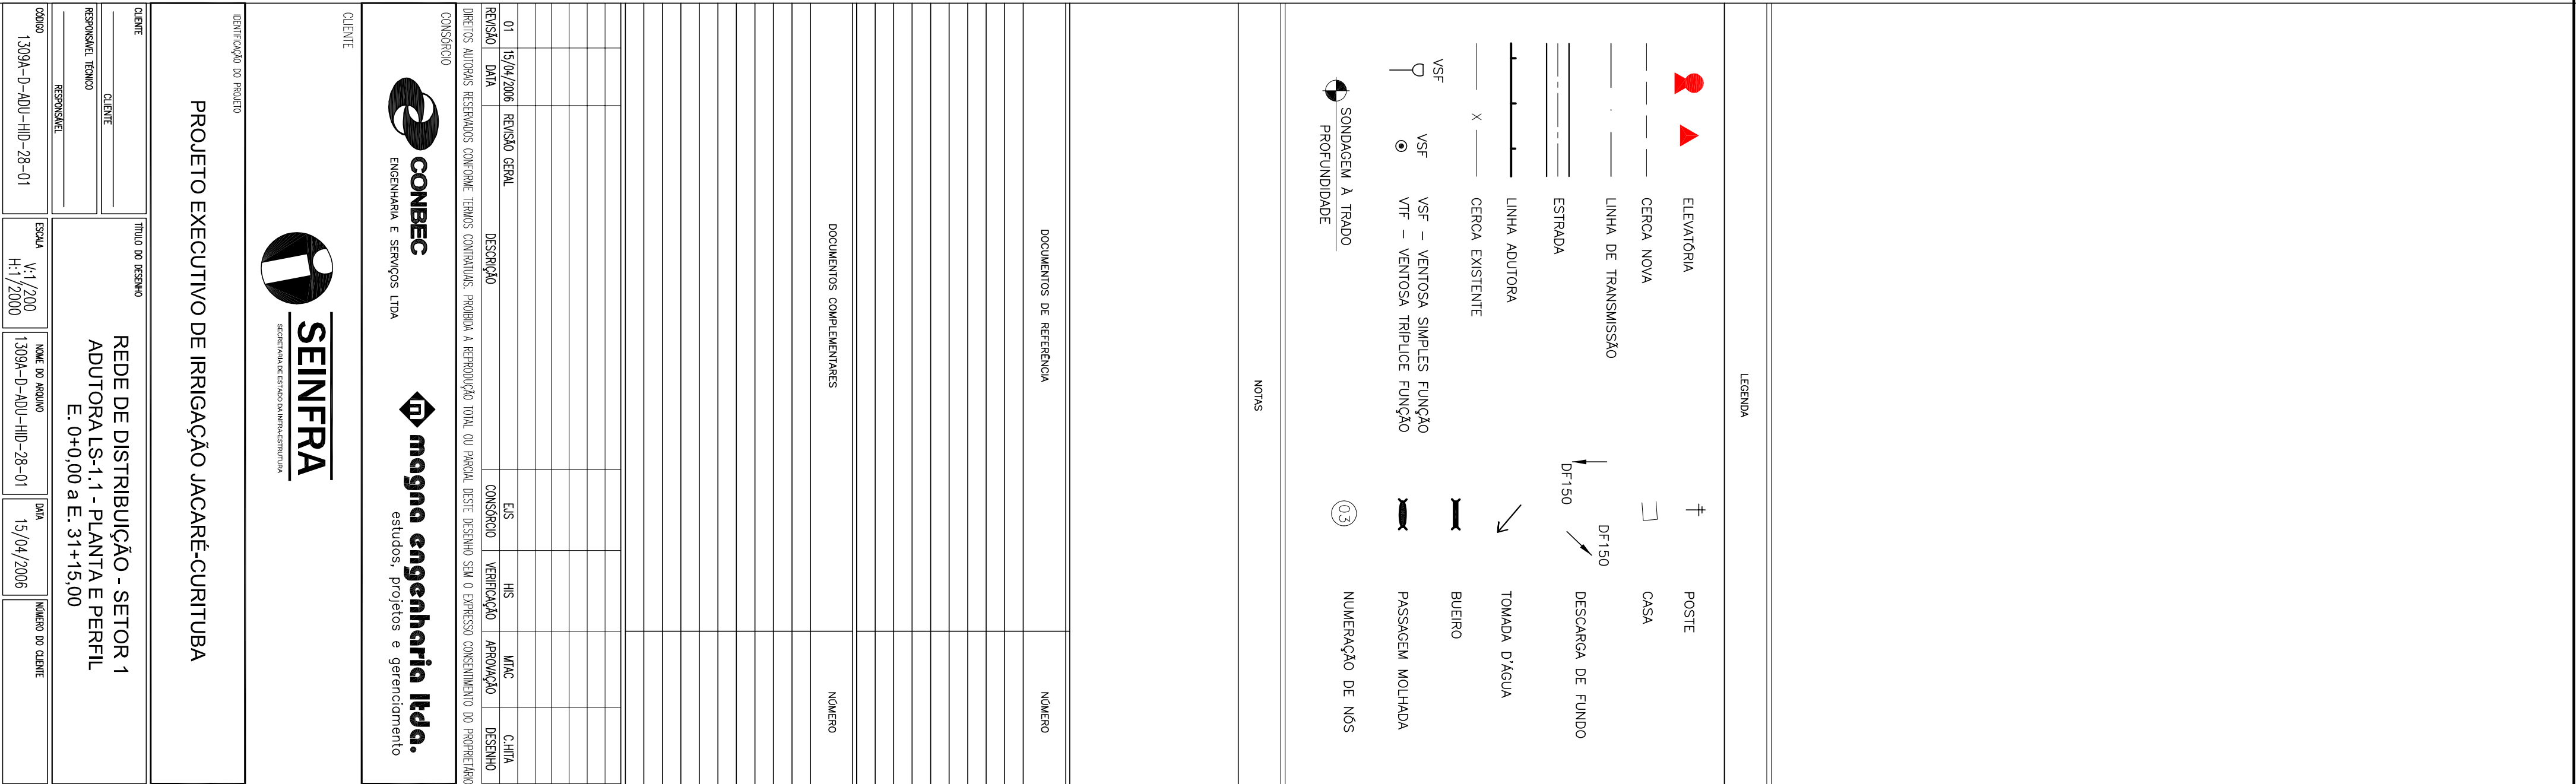 LEGENDA
ELEVATÓRIA
CERCA NOVA
LINHA DE TRANSMISSÃO
ESTRADA
LINHA ADUTORA
X
CERCA EXISTENTE
VSF
VSF
VSF – VENTOSA SIMPLES FUNÇÃO
VTF – VENTOSA TRÍPLICE FUNÇÃO
SONDAGEM À TRADO
PROFUNDIDADE
POSTE
CASA
DF150
DF150
DESCARGA DE FUNDO
TOMADA D'ÁGUA
BUEIRO
PASSAGEM MOLHADA
03
NUMERAÇÃO DE NÓS
NOTAS
DOCUMENTOS DE REFERÊNCIA
NÚMERO
DOCUMENTOS COMPLEMENTARES
NÚMERO
01 15/04/2006 REVISÃO GERAL EJS HIS MTAC C.HITA
REVISÃO DATA DESCRIÇÃO CONSÓRCIO VERIFICAÇÃO APROVAÇÃO DESENHO
DIREITOS AUTORAIS RESERVADOS CONFORME TERMOS CONTRATUAIS. PROIBIDA A REPRODUÇÃO TOTAL OU PARCIAL DESTE DESENHO SEM O EXPRESSO CONSENTIMENTO DO PROPRIETÁRIO
CONSÓRCIO
CONBEC
ENGENHARIA E SERVIÇOS LTDA
magna engenharia ltda.
estudos, projetos e gerenciamento
CLIENTE
SEINFRA
SECRETARIA DE ESTADO DA INFRA-ESTRUTURA
IDENTIFICAÇÃO DO PROJETO
PROJETO EXECUTIVO DE IRRIGAÇÃO JACARÉ-CURITUBA
CLIENTE
CLIENTE
RESPONSÁVEL TÉCNICO
RESPONSÁVEL
TÍTULO DO DESENHO
REDE DE DISTRIBUIÇÃO - SETOR 1
ADUTORA LS-1.1 - PLANTA E PERFIL
E. 0+0,00 a E. 31+15,00
CÓDIGO
1309A-D-ADU-HID-28-01
ESCALA
V:1/200
H:1/2000
NOME DO ARQUIVO
1309A-D-ADU-HID-28-01
DATA
15/04/2006
NÚMERO DO CLIENTE